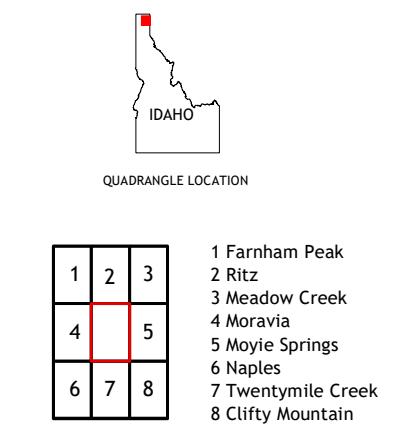 IDAHO
QUADRANGLE LOCATION
1 2 3
4 5
6 7 8
1 Farnham Peak
2 Ritz
3 Meadow Creek
4 Moravia
5 Moyie Springs
6 Naples
7 Twentymile Creek
8 Clifty Mountain